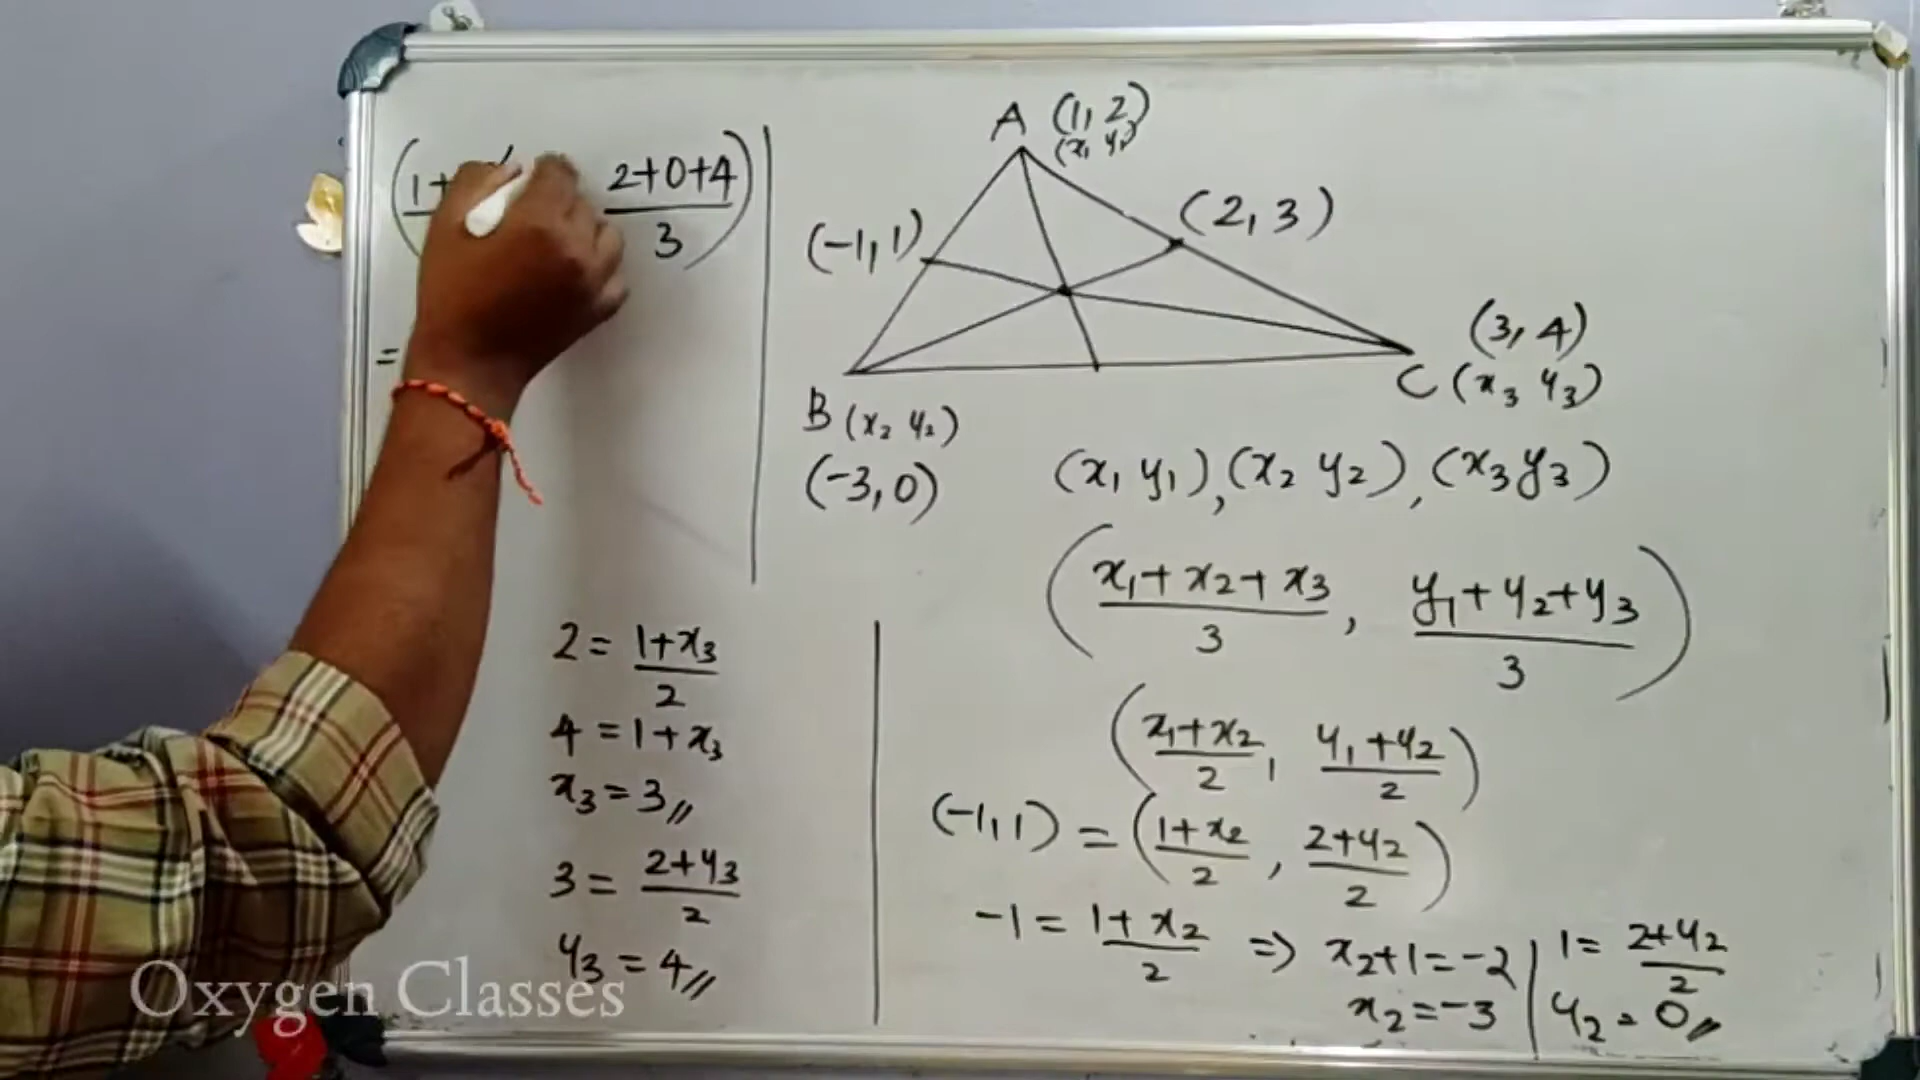 (1+ 2+0+4)
3
=
A (1, 2)
(x₁ y₁)
(-1, 1)
(2, 3)
(3, 4)
C (x₃ y₃)
B (x₂ y₂)
(-3, 0)
(x₁ y₁), (x₂ y₂), (x₃ y₃)
(x₁+x₂+x₃ / 3, y₁+y₂+y₃ / 3)
(x₁+x₂ / 2, y₁+y₂ / 2)
(-1, 1) = (1+x₂ / 2, 2+y₂ / 2)
-1 = 1+x₂ / 2 => x₂+1=-2
x₂=-3
1= 2+y₂ / 2
y₂ = 0//
2 = 1+x₃ / 2
4 = 1+x₃
x₃ = 3//
3 = 2+y₃ / 2
y₃ = 4//
Oxygen Classes